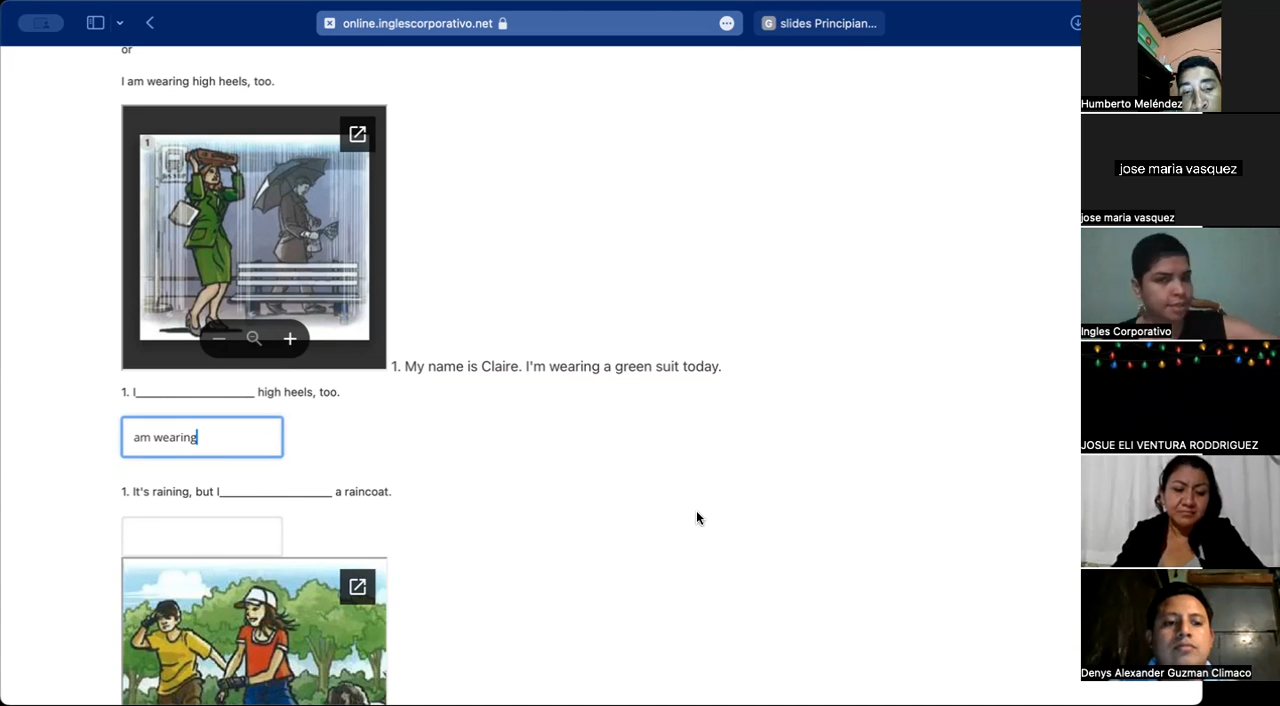 online.inglescorporativo.net
G slides Principian...
or
I am wearing high heels, too.
1
1. My name is Claire. I'm wearing a green suit today.
1. I___________________ high heels, too.
am wearing
1. It's raining, but I__________________ a raincoat.
Humberto Meléndez
jose maria vasquez
jose maria vasquez
Ingles Corporativo
JOSUE ELI VENTURA RODDRIGUEZ
Denys Alexander Guzman Climaco